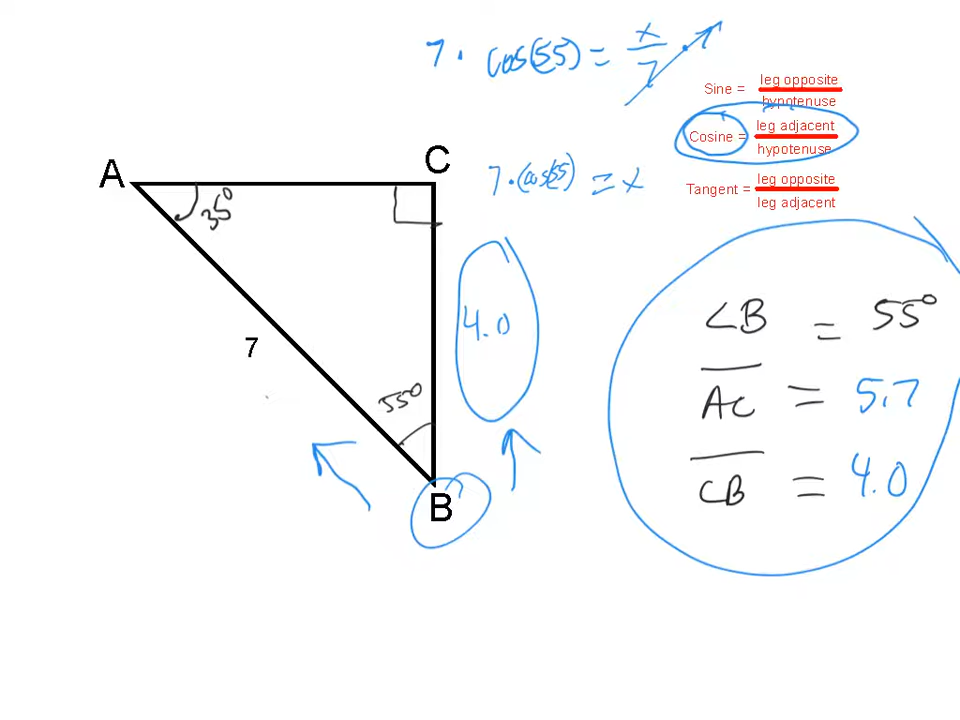 7 · cos(55) = x/7
Sine = leg opposite / hypotenuse
Cosine = leg adjacent / hypotenuse
Tangent = leg opposite / leg adjacent
7·(cos(55) = x
A
C
35°
4.0
7
55°
B
∠B = 55°
AC = 5.7
CB = 4.0